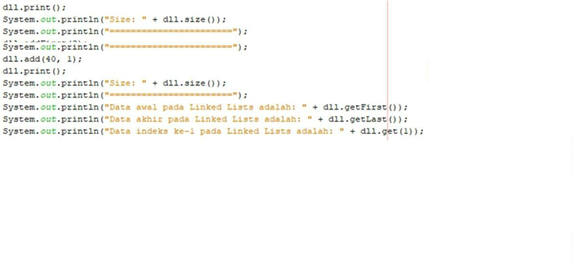 dll.print();
System.out.println("Size: " + dll.size());
System.out.println("=======================");
System.out.println("=======================");
dll.add(40, 1);
dll.print();
System.out.println("Size: " + dll.size());
System.out.println("=======================");
System.out.println("Data awal pada Linked Lists adalah: " + dll.getFirst());
System.out.println("Data akhir pada Linked Lists adalah: " + dll.getLast());
System.out.println("Data indeks ke-1 pada Linked Lists adalah: " + dll.get(1));